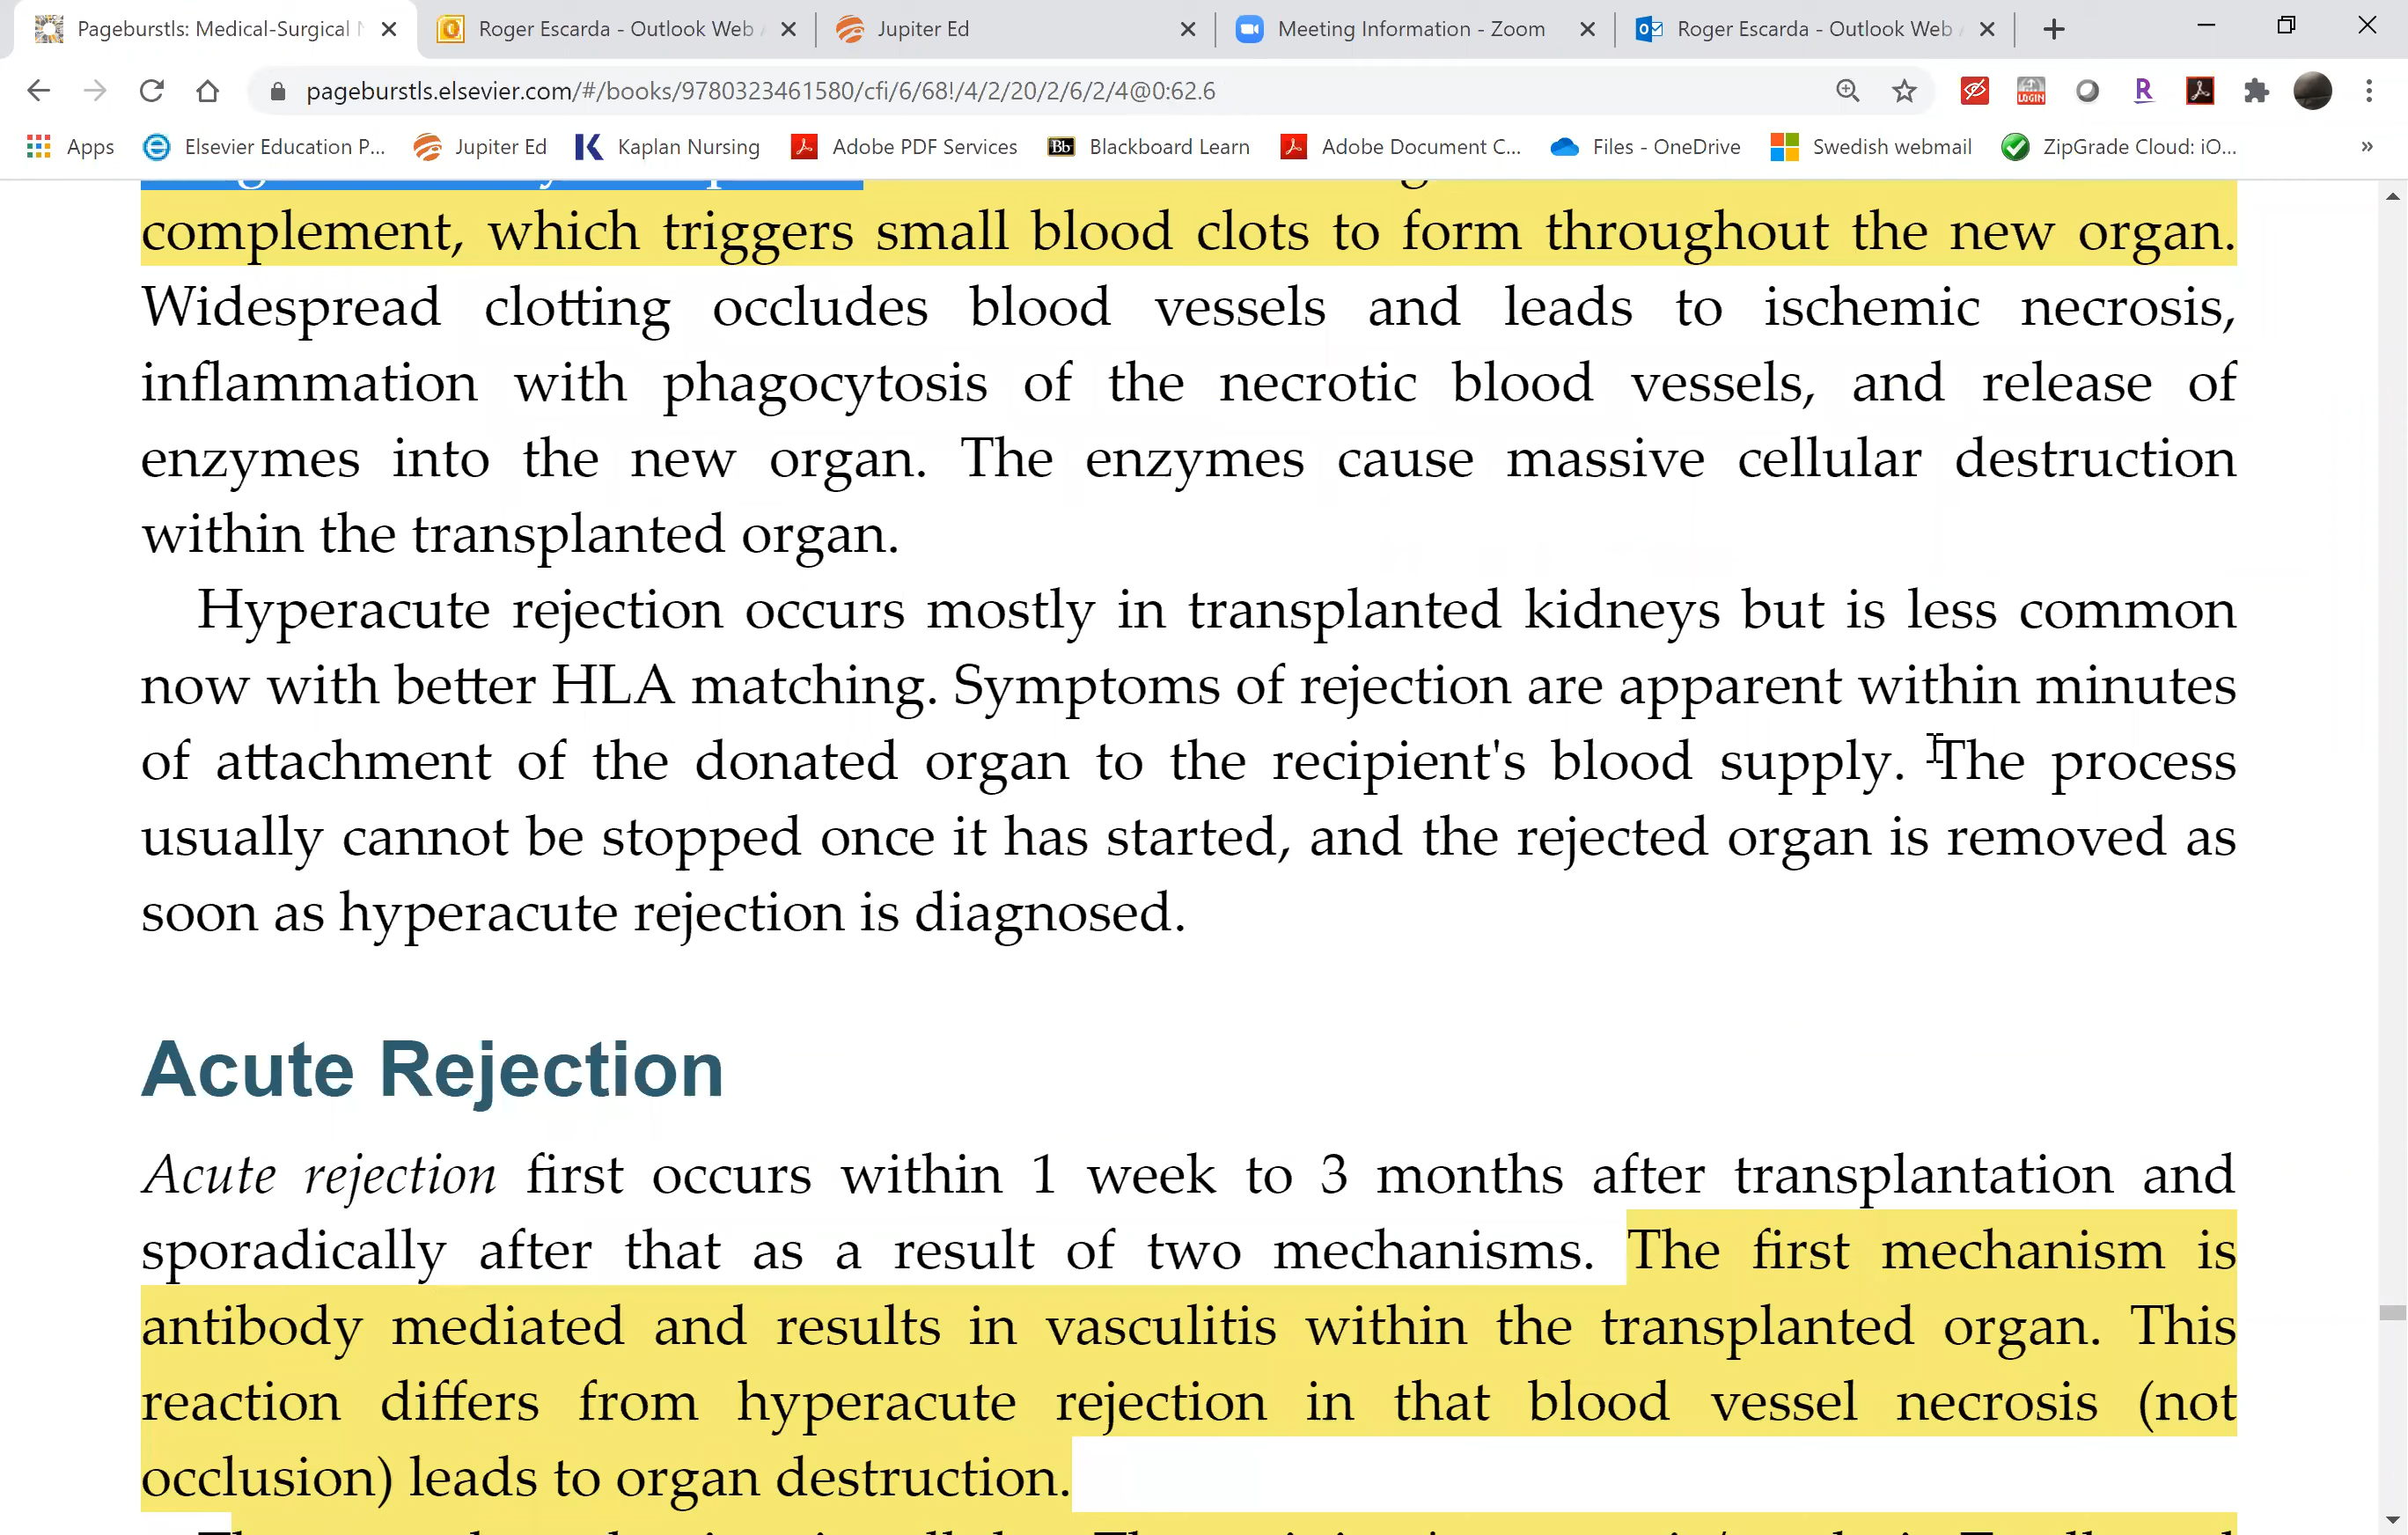 Pageburstls: Medical-Surgical
Roger Escarda - Outlook Web
Jupiter Ed
Meeting Information - Zoom
Roger Escarda - Outlook Web
pageburstls.elsevier.com/#/books/9780323461580/cfi/6/68!/4/2/20/2/6/2/4@0:62.6
LOGIN
R
Apps
Elsevier Education P...
Jupiter Ed
Kaplan Nursing
Adobe PDF Services
Bb
Blackboard Learn
Adobe Document C...
Files - OneDrive
Swedish webmail
ZipGrade Cloud: iO...
»
complement, which triggers small blood clots to form throughout the new organ.
Widespread clotting occludes blood vessels and leads to ischemic necrosis,
inflammation with phagocytosis of the necrotic blood vessels, and release of
enzymes into the new organ. The enzymes cause massive cellular destruction
within the transplanted organ.
Hyperacute rejection occurs mostly in transplanted kidneys but is less common
now with better HLA matching. Symptoms of rejection are apparent within minutes
of attachment of the donated organ to the recipient's blood supply. The process
usually cannot be stopped once it has started, and the rejected organ is removed as
soon as hyperacute rejection is diagnosed.
Acute Rejection
Acute rejection first occurs within 1 week to 3 months after transplantation and
sporadically after that as a result of two mechanisms. The first mechanism is
antibody mediated and results in vasculitis within the transplanted organ. This
reaction differs from hyperacute rejection in that blood vessel necrosis (not
occlusion) leads to organ destruction.